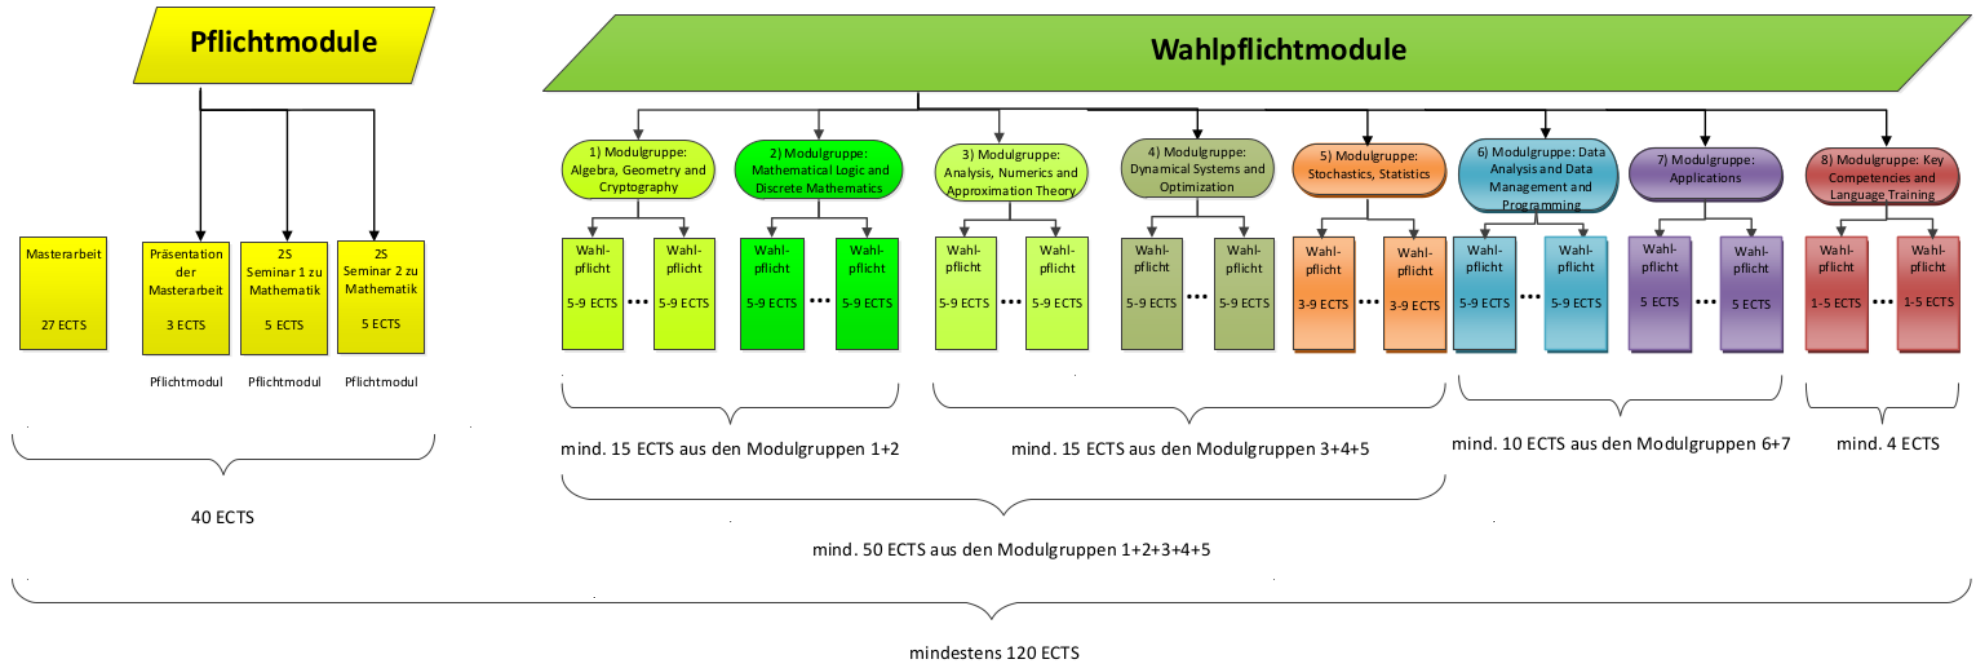 Pflichtmodule
Wahlpflichtmodule
1) Modulgruppe:
Algebra, Geometry and
Cryptography
2) Modulgruppe:
Mathematical Logic and
Discrete Mathematics
3) Modulgruppe:
Analysis, Numerics and
Approximation Theory
4) Modulgruppe:
Dynamical Systems and
Optimization
5) Modulgruppe:
Stochastics, Statistics
6) Modulgruppe: Data
Analysis and Data
Management and
Programming
7) Modulgruppe:
Applications
8) Modulgruppe: Key
Competencies and
Language Training
Masterarbeit
27 ECTS
Präsentation
der
Masterarbeit
3 ECTS
2S
Seminar 1 zu
Mathematik
5 ECTS
2S
Seminar 2 zu
Mathematik
5 ECTS
Wahl-
pflicht
5-9 ECTS
...
Wahl-
pflicht
5-9 ECTS
Wahl-
pflicht
5-9 ECTS
...
Wahl-
pflicht
5-9 ECTS
Wahl-
pflicht
5-9 ECTS
...
Wahl-
pflicht
5-9 ECTS
Wahl-
pflicht
5-9 ECTS
...
Wahl-
pflicht
5-9 ECTS
Wahl-
pflicht
3-9 ECTS
...
Wahl-
pflicht
3-9 ECTS
Wahl-
pflicht
5-9 ECTS
...
Wahl-
pflicht
5-9 ECTS
Wahl-
pflicht
5 ECTS
...
Wahl-
pflicht
5 ECTS
Wahl-
pflicht
1-5 ECTS
...
Wahl-
pflicht
1-5 ECTS
Pflichtmodul
Pflichtmodul
Pflichtmodul
mind. 15 ECTS aus den Modulgruppen 1+2
mind. 15 ECTS aus den Modulgruppen 3+4+5
mind. 10 ECTS aus den Modulgruppen 6+7
mind. 4 ECTS
40 ECTS
mind. 50 ECTS aus den Modulgruppen 1+2+3+4+5
mindestens 120 ECTS